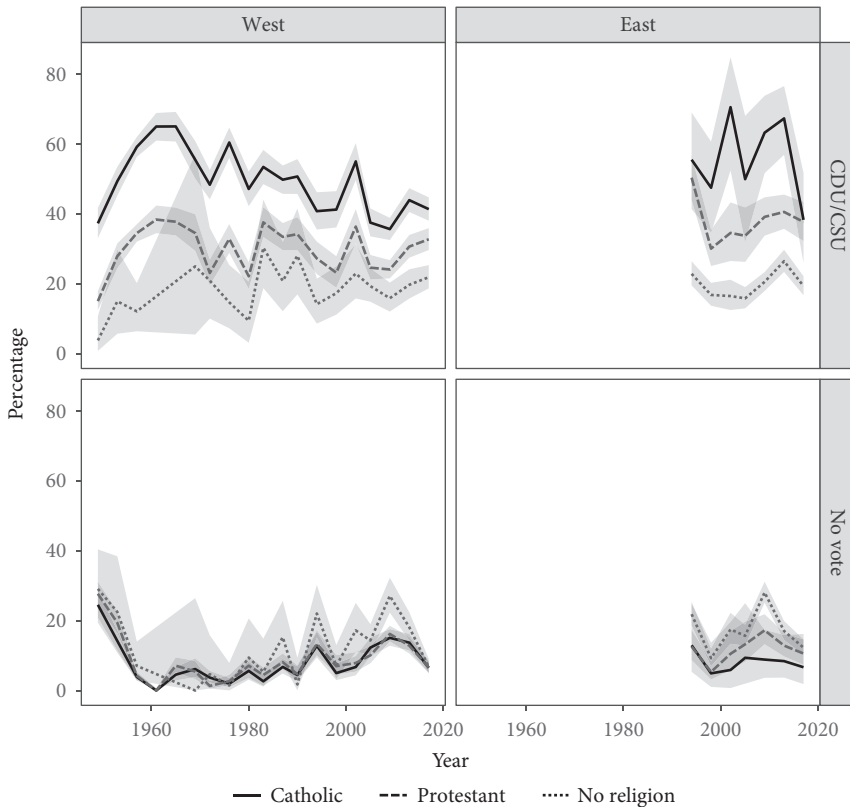 West East
80
60
40
20
0
CDU/CSU
Percentage
80
60
40
20
0
No vote
1960 1980 2000 2020 1960 1980 2000 2020
Year
Catholic Protestant No religion